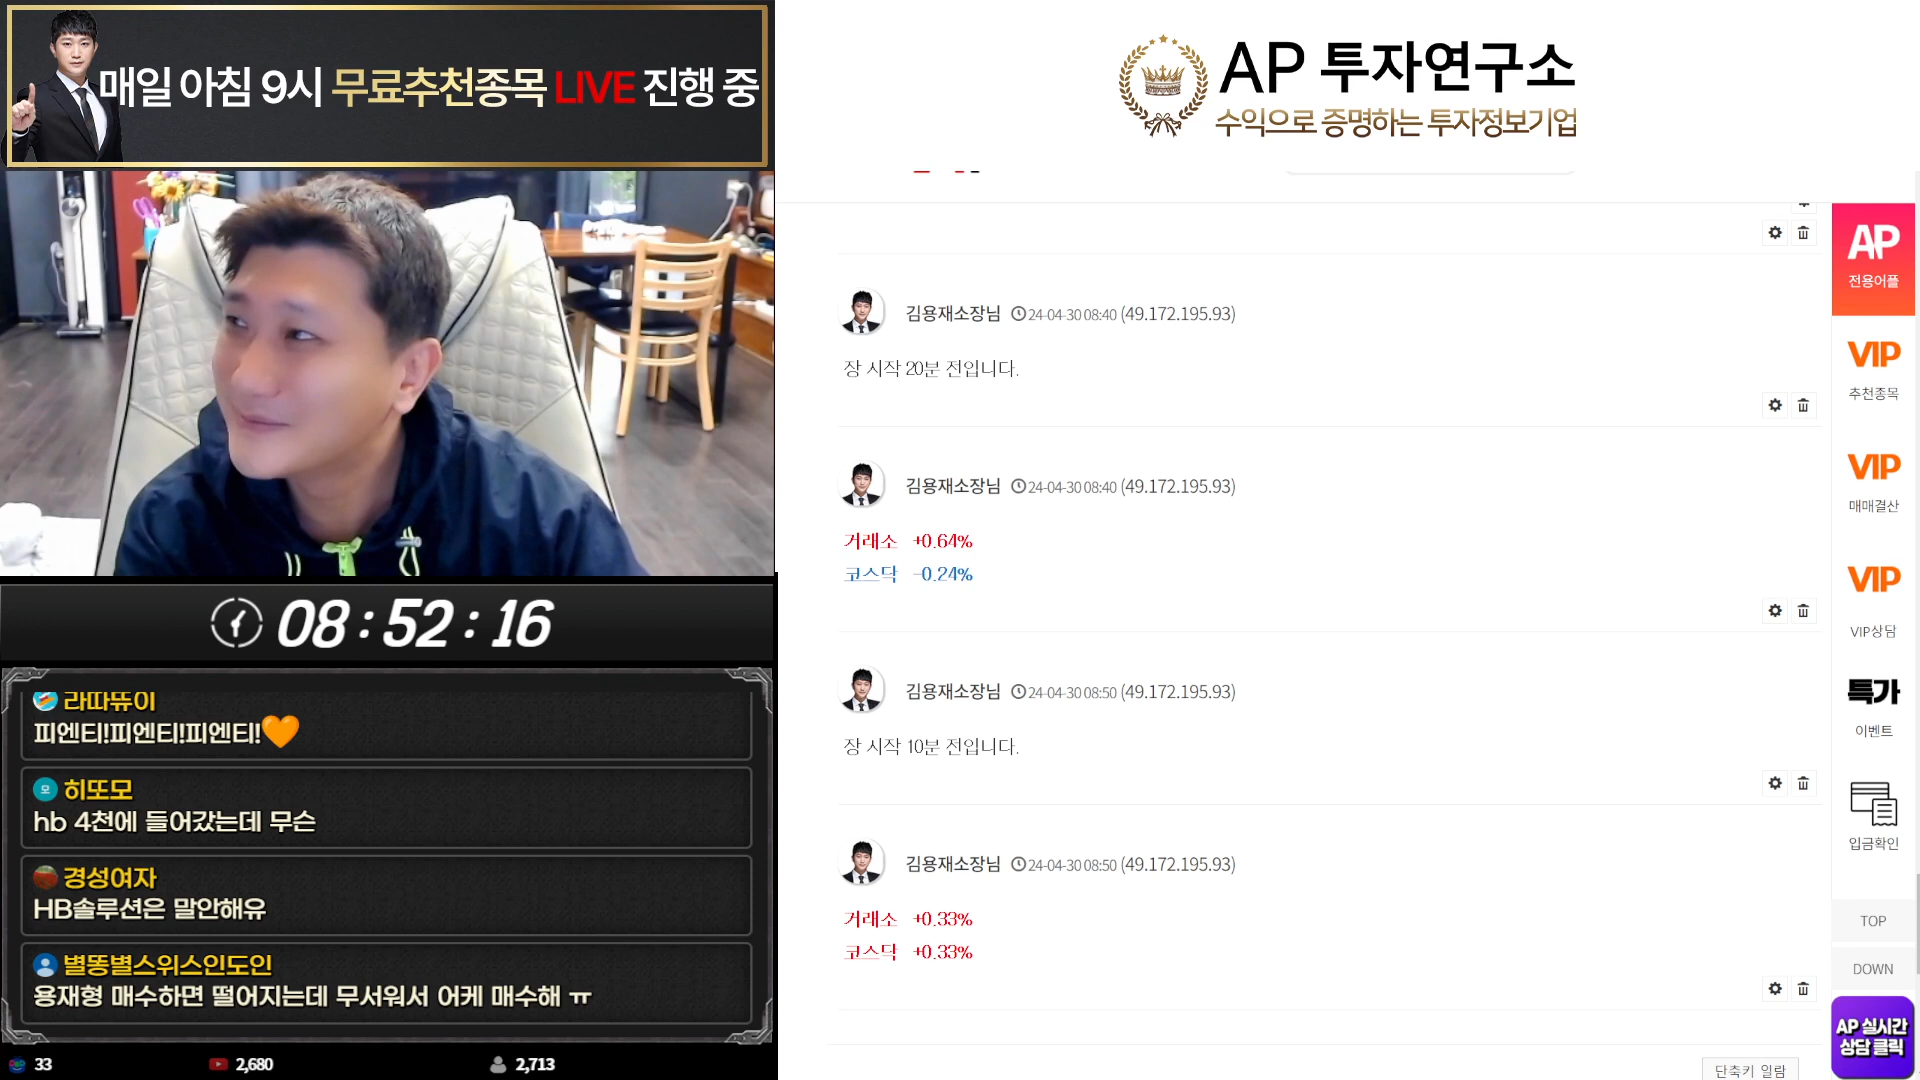 매일 아침 9시 무료추천종목 LIVE 진행 중
AP 투자연구소
수익으로 증명하는 투자정보기업
김용재소장님 24-04-30 08:40 (49.172.195.93)
장 시작 20분 전입니다.
김용재소장님 24-04-30 08:40 (49.172.195.93)
거래소 +0.64%
코스닥 -0.24%
김용재소장님 24-04-30 08:50 (49.172.195.93)
장 시작 10분 전입니다.
김용재소장님 24-04-30 08:50 (49.172.195.93)
거래소 +0.33%
코스닥 +0.33%
단축키 일람
AP
전용어플
VIP
추천종목
VIP
매매결산
VIP
VIP상담
특가
이벤트
입금확인
TOP
DOWN
AP 실시간
상담 클릭
08:52:16
라따뜌이
피엔티!피엔티!피엔티!🧡
모 히또모
hb 4천에 들어갔는데 무슨
경성여자
HB솔루션은 말안해유
별똥별스위스인도인
용재형 매수하면 떨어지는데 무서워서 어케 매수해 ㅠ
33 2,680 2,713